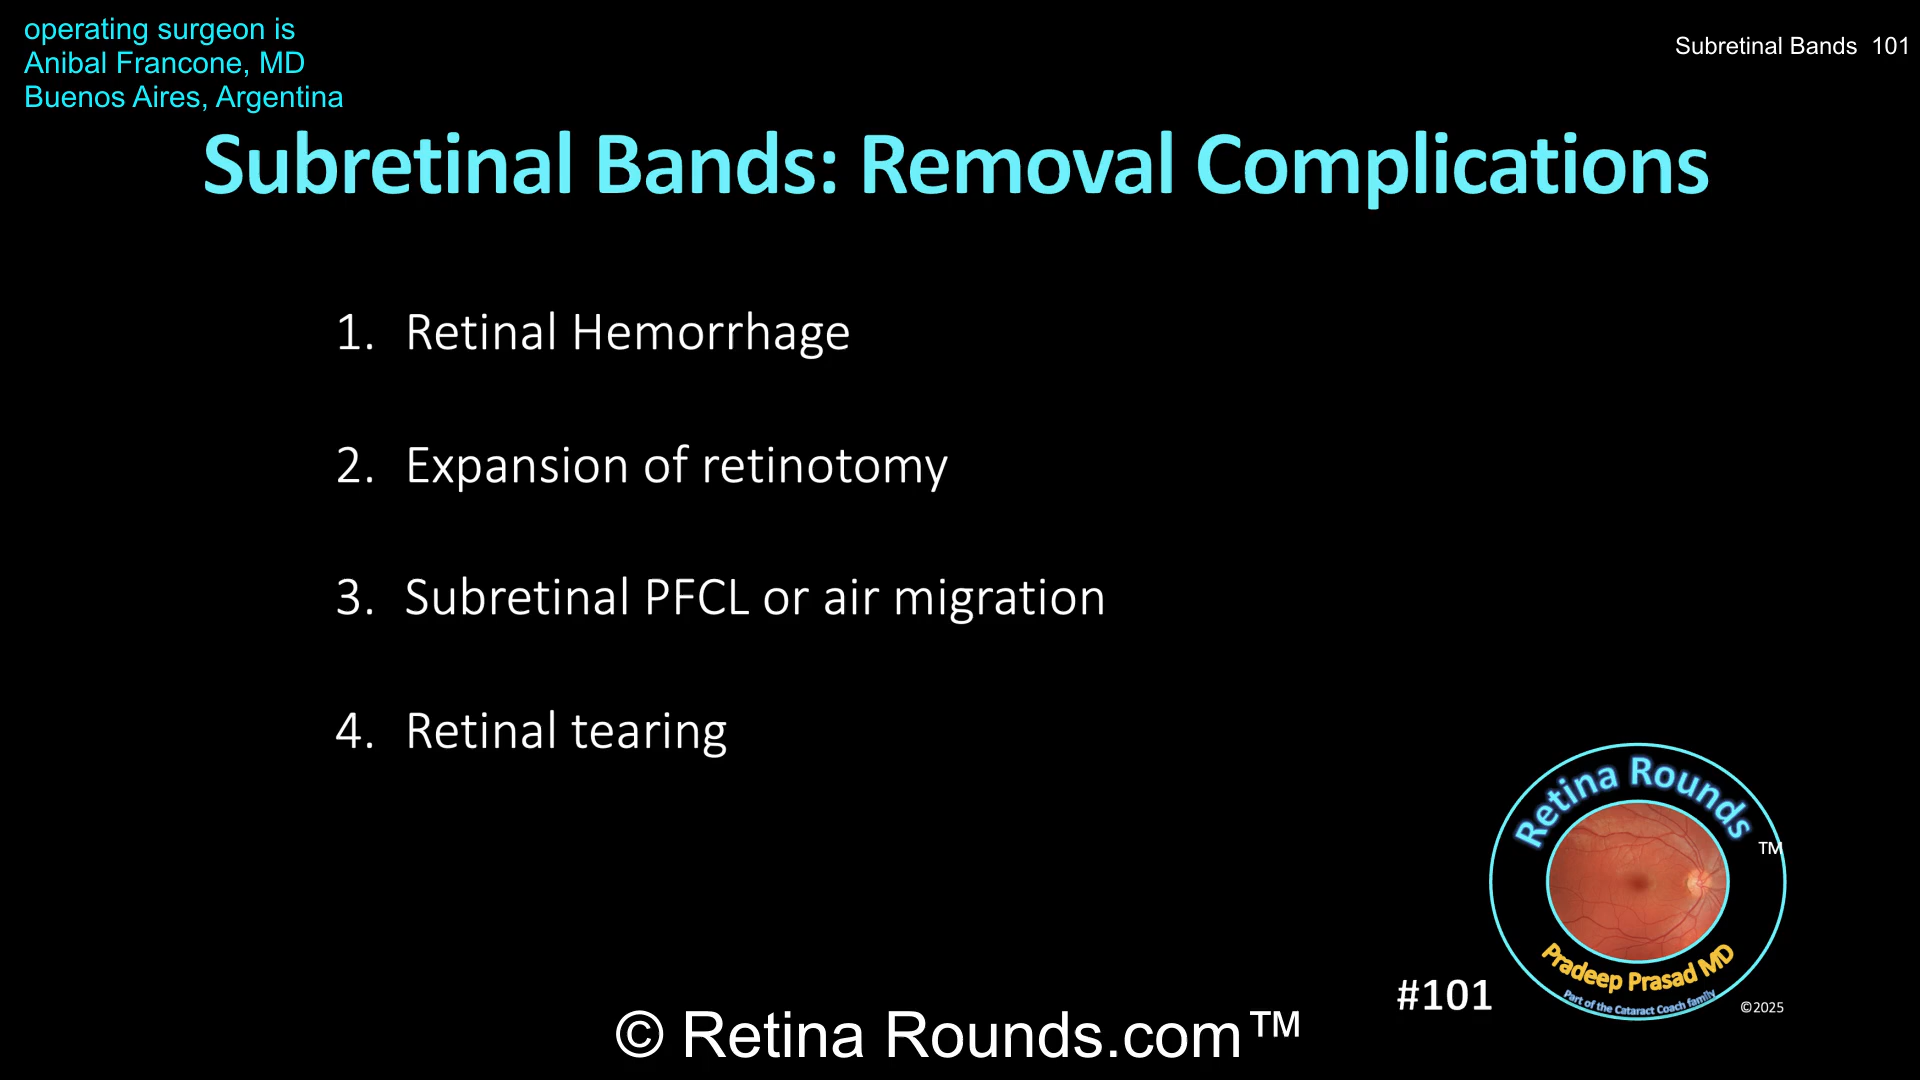 operating surgeon is
Anibal Francone, MD
Buenos Aires, Argentina
Subretinal Bands 101
Subretinal Bands: Removal Complications
1. Retinal Hemorrhage
2. Expansion of retinotomy
3. Subretinal PFCL or air migration
4. Retinal tearing
Retina Rounds
TM
Pradeep Prasad MD
Part of the Cataract Coach family
#101
©2025
© Retina Rounds.com™